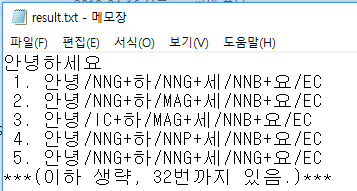 result.txt - 메모장
파일(F) 편집(E) 서식(O) 보기(V) 도움말(H)
안녕하세요
1. 안녕/NNG+하/NNG+세/NNB+요/EC
2. 안녕/NNG+하/MAG+세/NNB+요/EC
3. 안녕/IC+하/MAG+세/NNB+요/EC
4. 안녕/NNG+하/NNP+세/NNB+요/EC
5. 안녕/NNG+하/NNG+세/NNG+요/EC
***(이하 생략, 32번까지 있음.)***